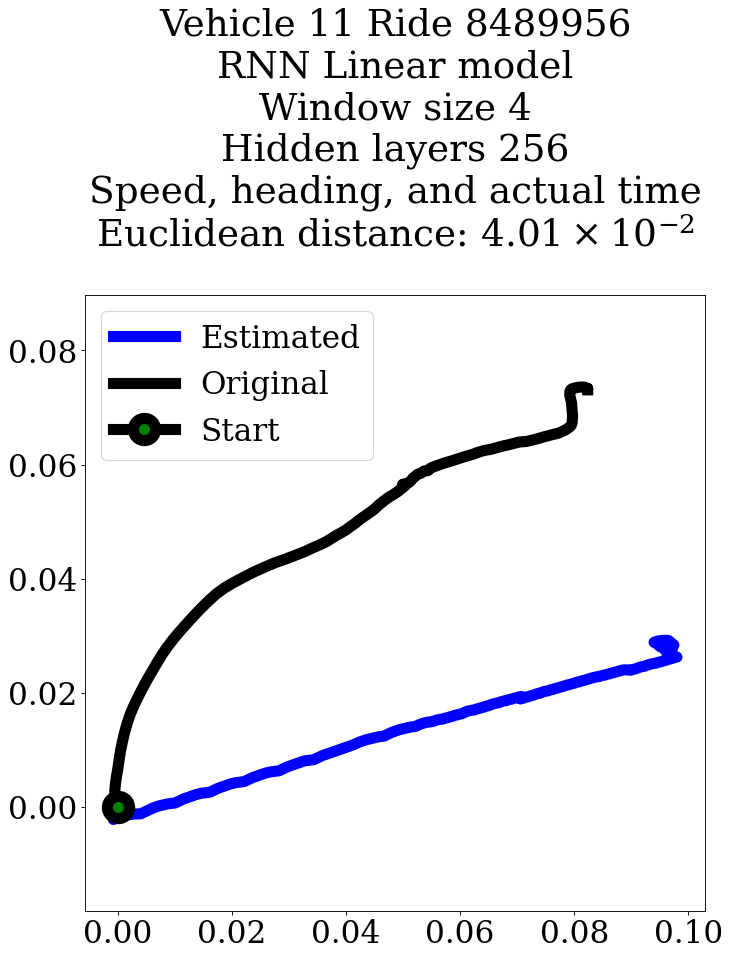 Vehicle 11 Ride 8489956
RNN Linear model
Window size 4
Hidden layers 256
Speed, heading, and actual time
Euclidean distance: 4.01 × 10⁻²
Estimated
Original
Start
0.08
0.06
0.04
0.02
0.00
0.00 0.02 0.04 0.06 0.08 0.10